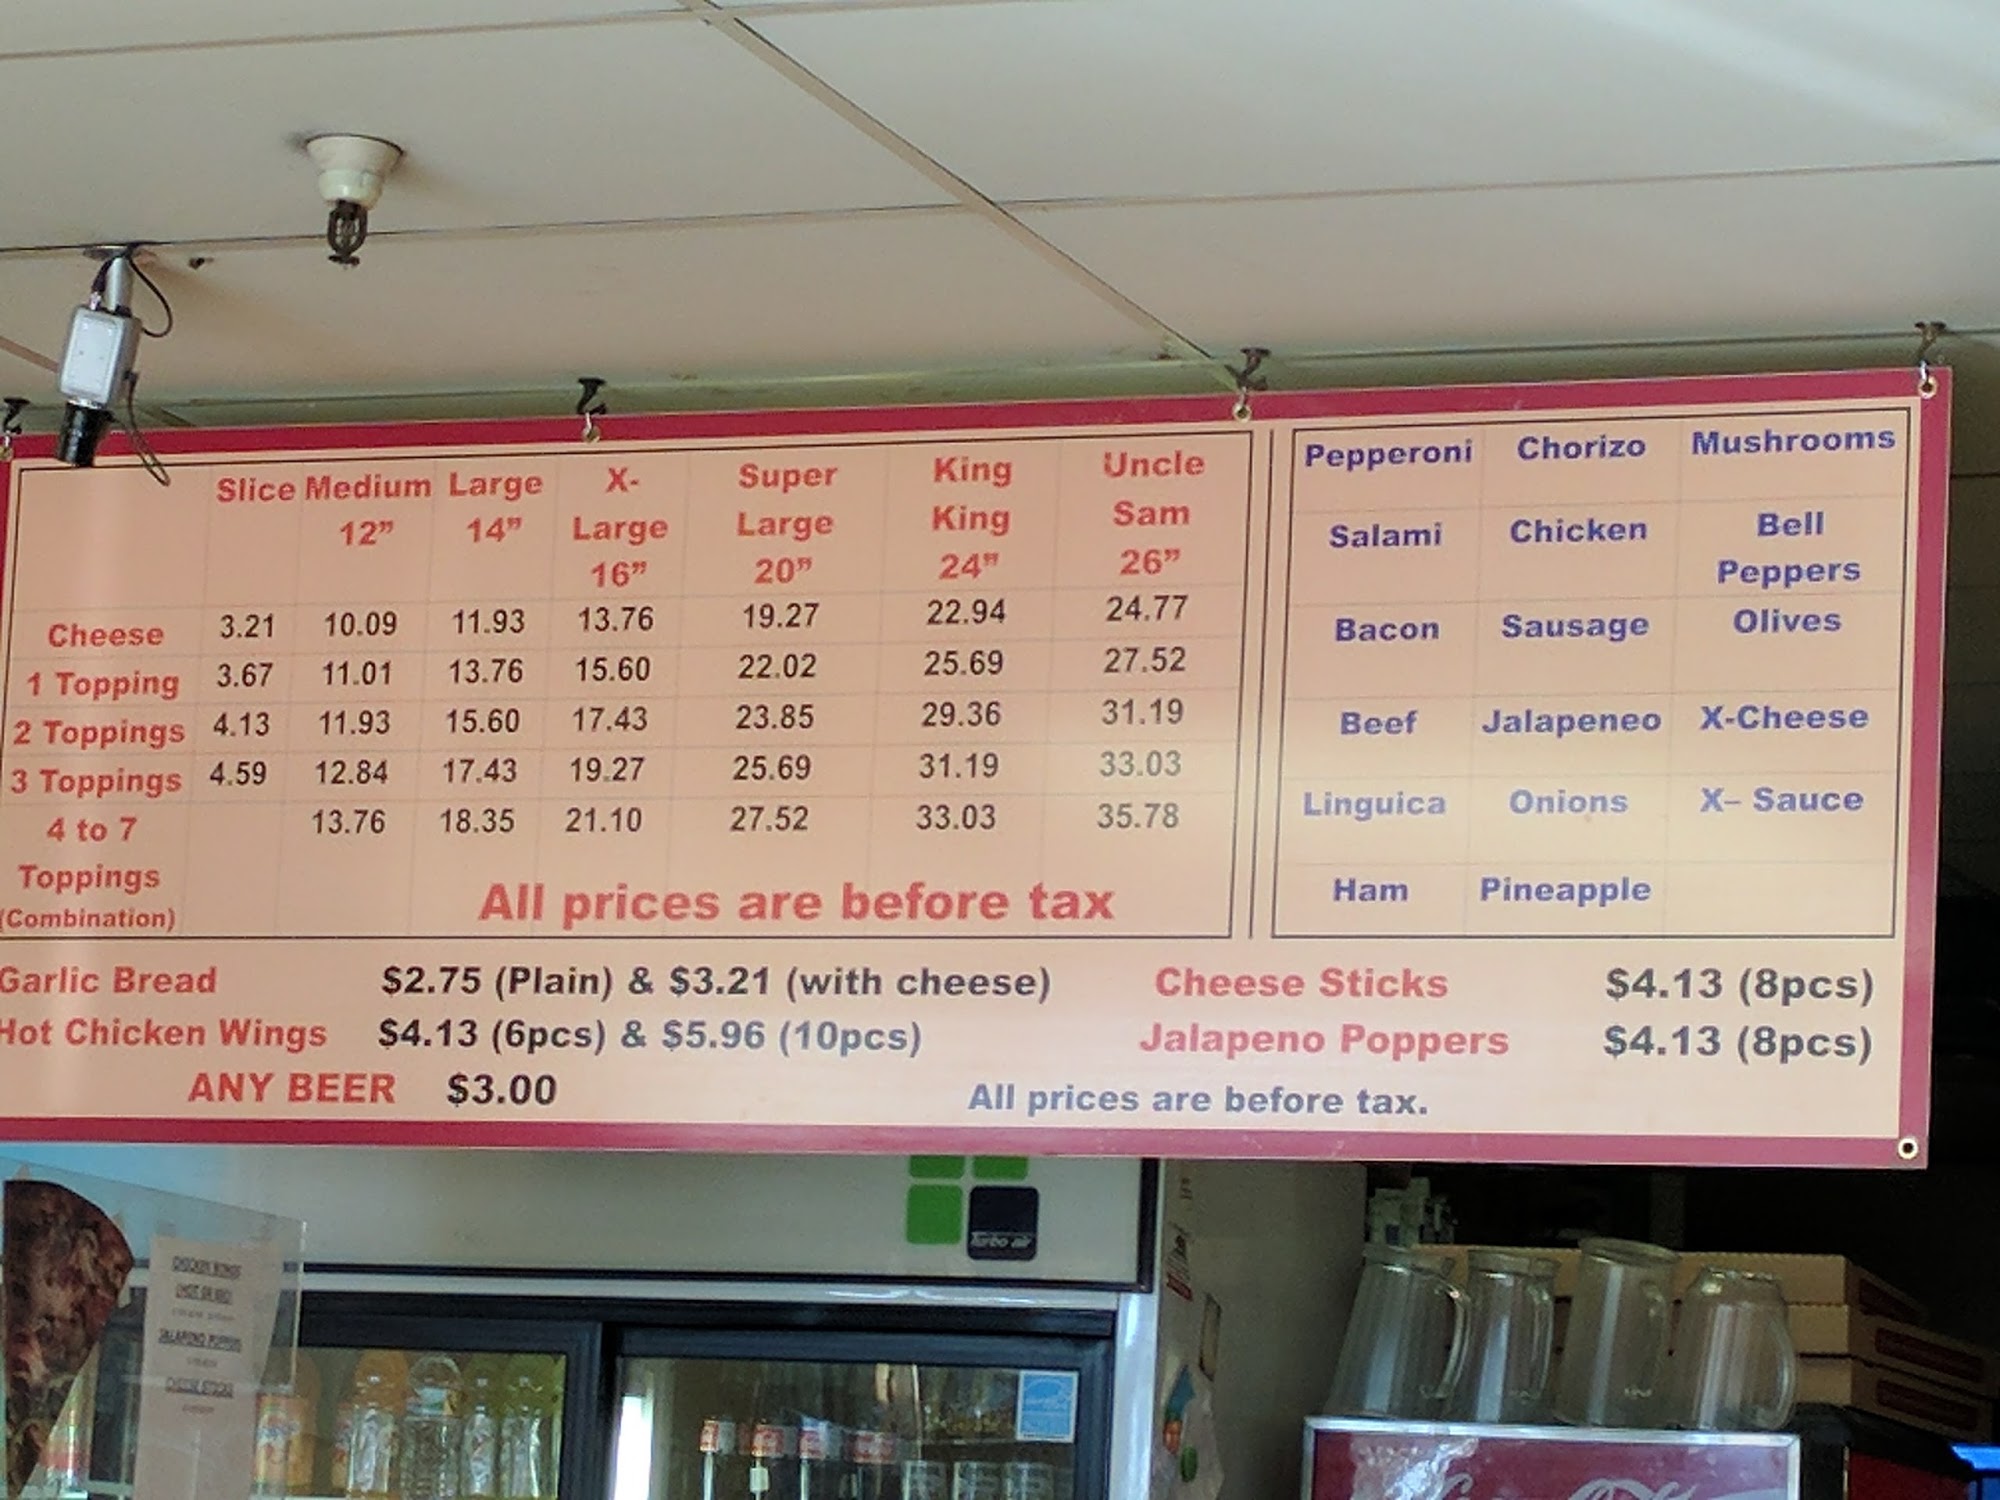 Slice Medium Large X- Super King Uncle
12” 14” Large Large King Sam
16” 20” 24” 26”
Cheese 3.21 10.09 11.93 13.76 19.27 22.94 24.77
1 Topping 3.67 11.01 13.76 15.60 22.02 25.69 27.52
2 Toppings 4.13 11.93 15.60 17.43 23.85 29.36 31.19
3 Toppings 4.59 12.84 17.43 19.27 25.69 31.19 33.03
4 to 7 13.76 18.35 21.10 27.52 33.03 35.78
Toppings
(Combination)
All prices are before tax
Pepperoni Chorizo Mushrooms
Salami Chicken Bell
Peppers
Bacon Sausage Olives
Beef Jalapeneo X-Cheese
Linguica Onions X– Sauce
Ham Pineapple
Garlic Bread $2.75 (Plain) & $3.21 (with cheese) Cheese Sticks $4.13 (8pcs)
Hot Chicken Wings $4.13 (6pcs) & $5.96 (10pcs) Jalapeno Poppers $4.13 (8pcs)
ANY BEER $3.00 All prices are before tax.
Turbo air
CHICKEN WINGS
JALAPENO POPPERS
CHEESE STICKS